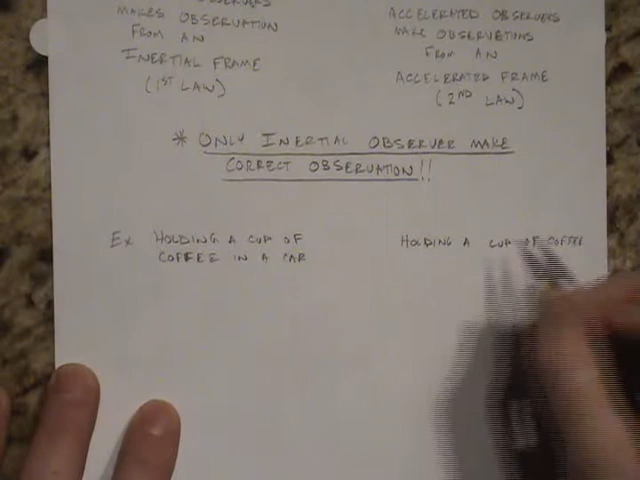 OBSERVERS
MAKES OBSERVATION
FROM AN
INERTIAL FRAME
(1ST LAW)
ACCELERATED OBSERVERS
MAKE OBSERVATIONS
FROM AN
ACCELERATED FRAME
(2ND LAW)
* ONLY INERTIAL OBSERVER MAKE
CORRECT OBSERVATION!!
EX HOLDING A CUP OF
COFFEE IN A CAR
HOLDING A CUP OF COFFEE